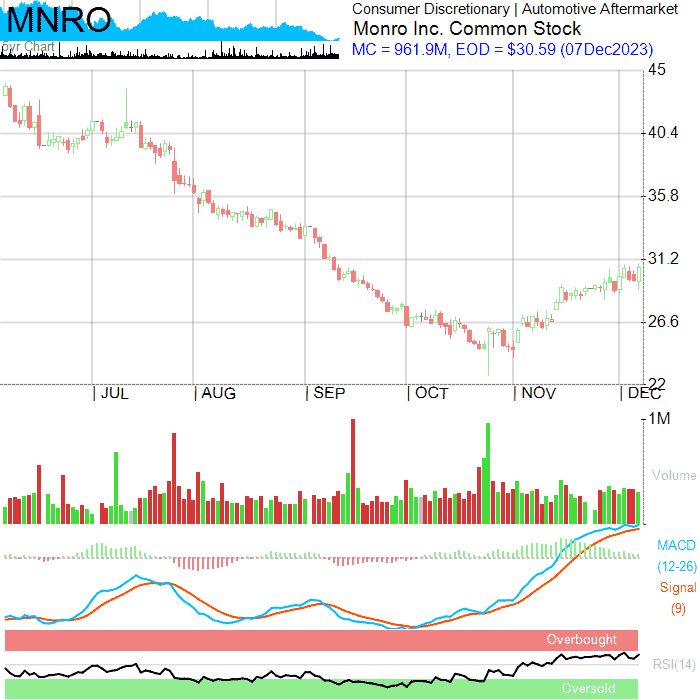 MNRO
5yr Chart
Consumer Discretionary | Automotive Aftermarket
Monro Inc. Common Stock
MC = 961.9M, EOD = $30.59 (07Dec2023)
45
40.4
35.8
31.2
26.6
22
| JUL | AUG | SEP | OCT | NOV | DEC
1M
Volume
MACD
(12-26)
Signal
(9)
Overbought
RSI(14)
Oversold